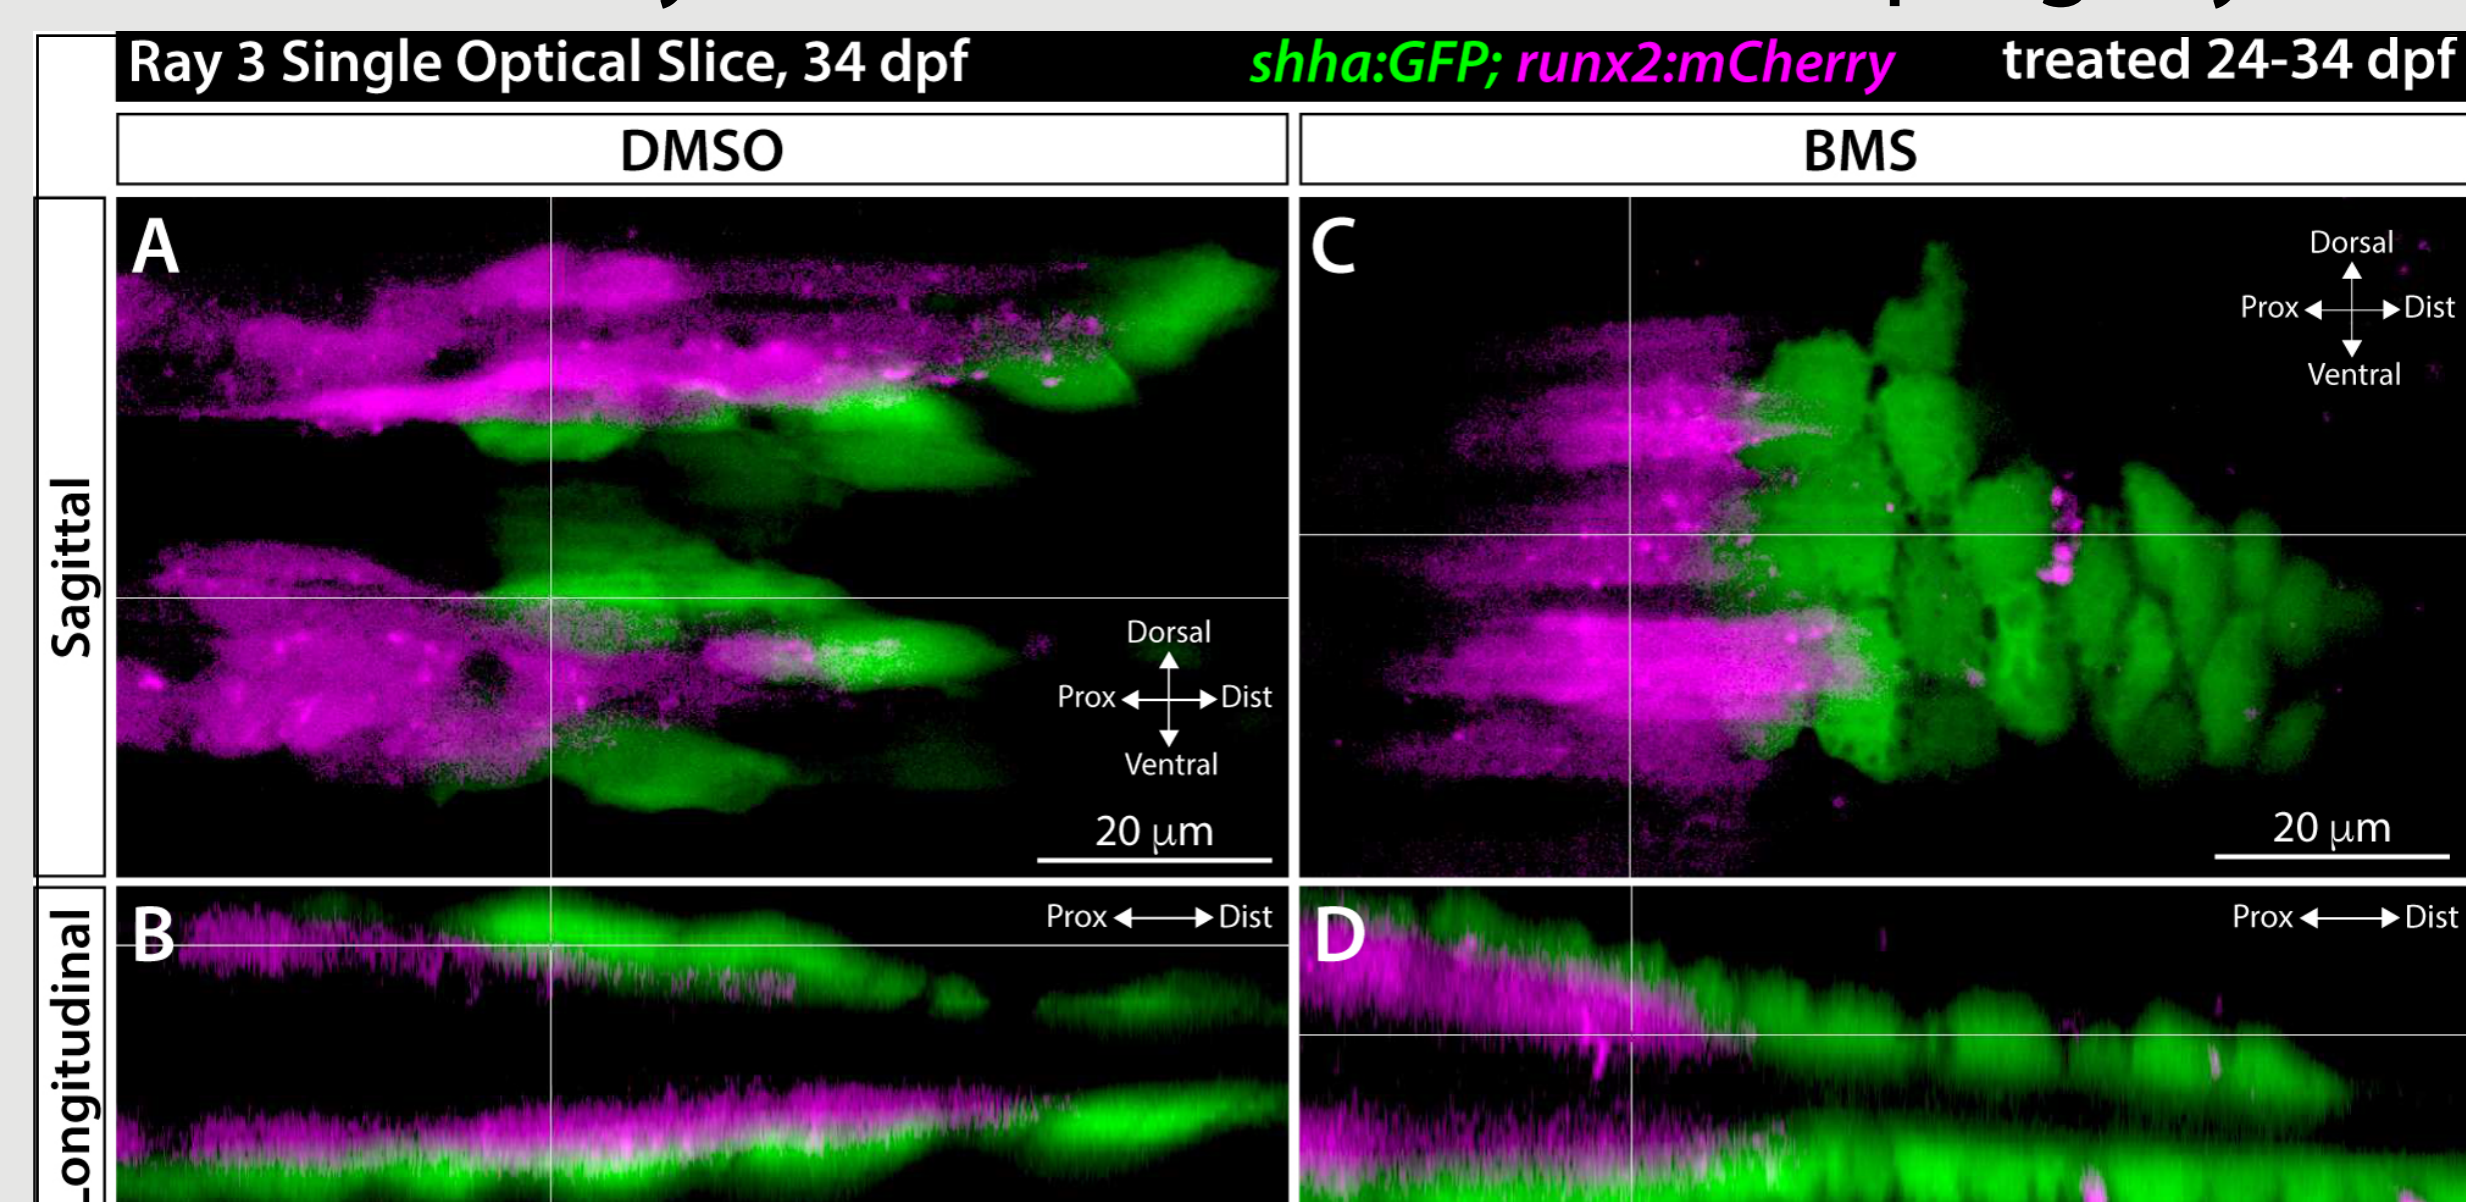 Ray 3 Single Optical Slice, 34 dpf shha:GFP; runx2:mCherry treated 24-34 dpf
DMSO
BMS
Sagittal
A
Dorsal
Prox Dist
Ventral
20 μm
C
Dorsal
Prox Dist
Ventral
20 μm
Longitudinal
B
Prox Dist
D
Prox Dist